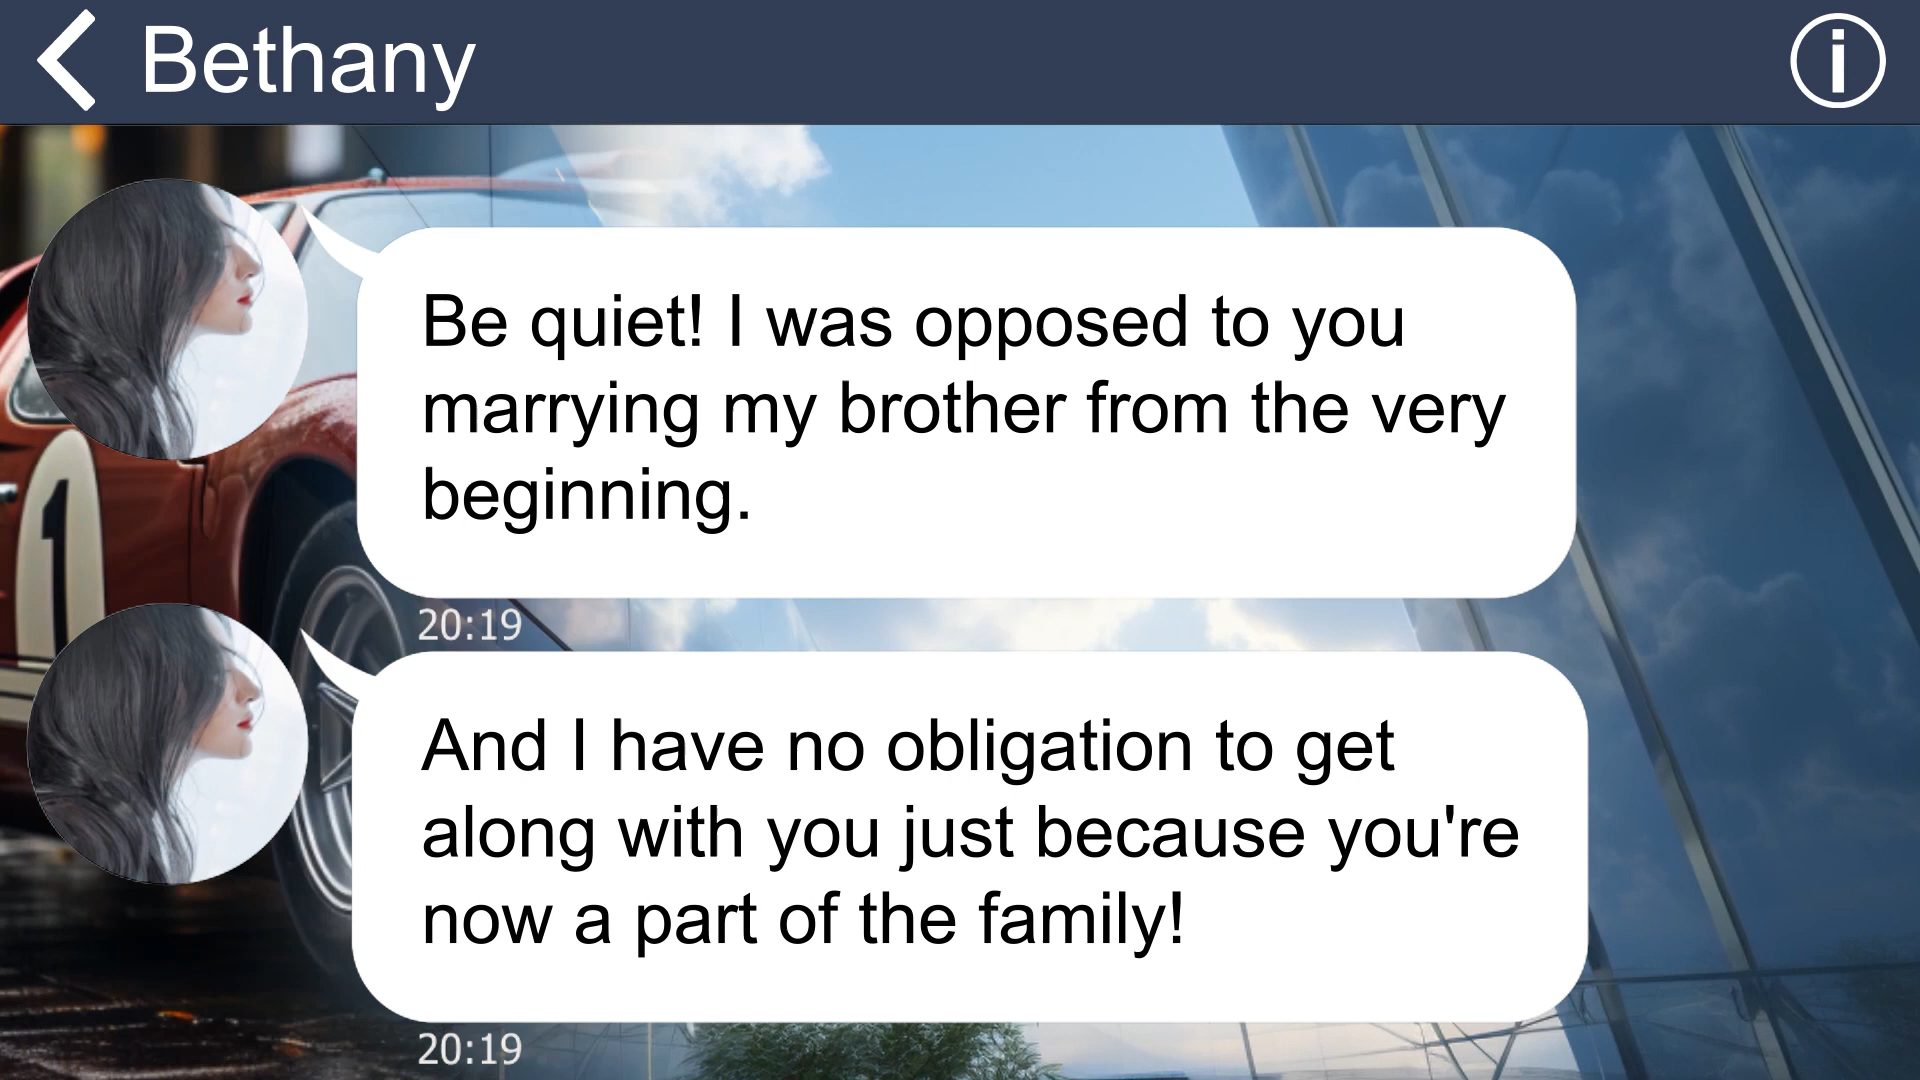 Bethany
Be quiet! I was opposed to you
marrying my brother from the very
beginning.
20:19
1
And I have no obligation to get
along with you just because you're
now a part of the family!
20:19